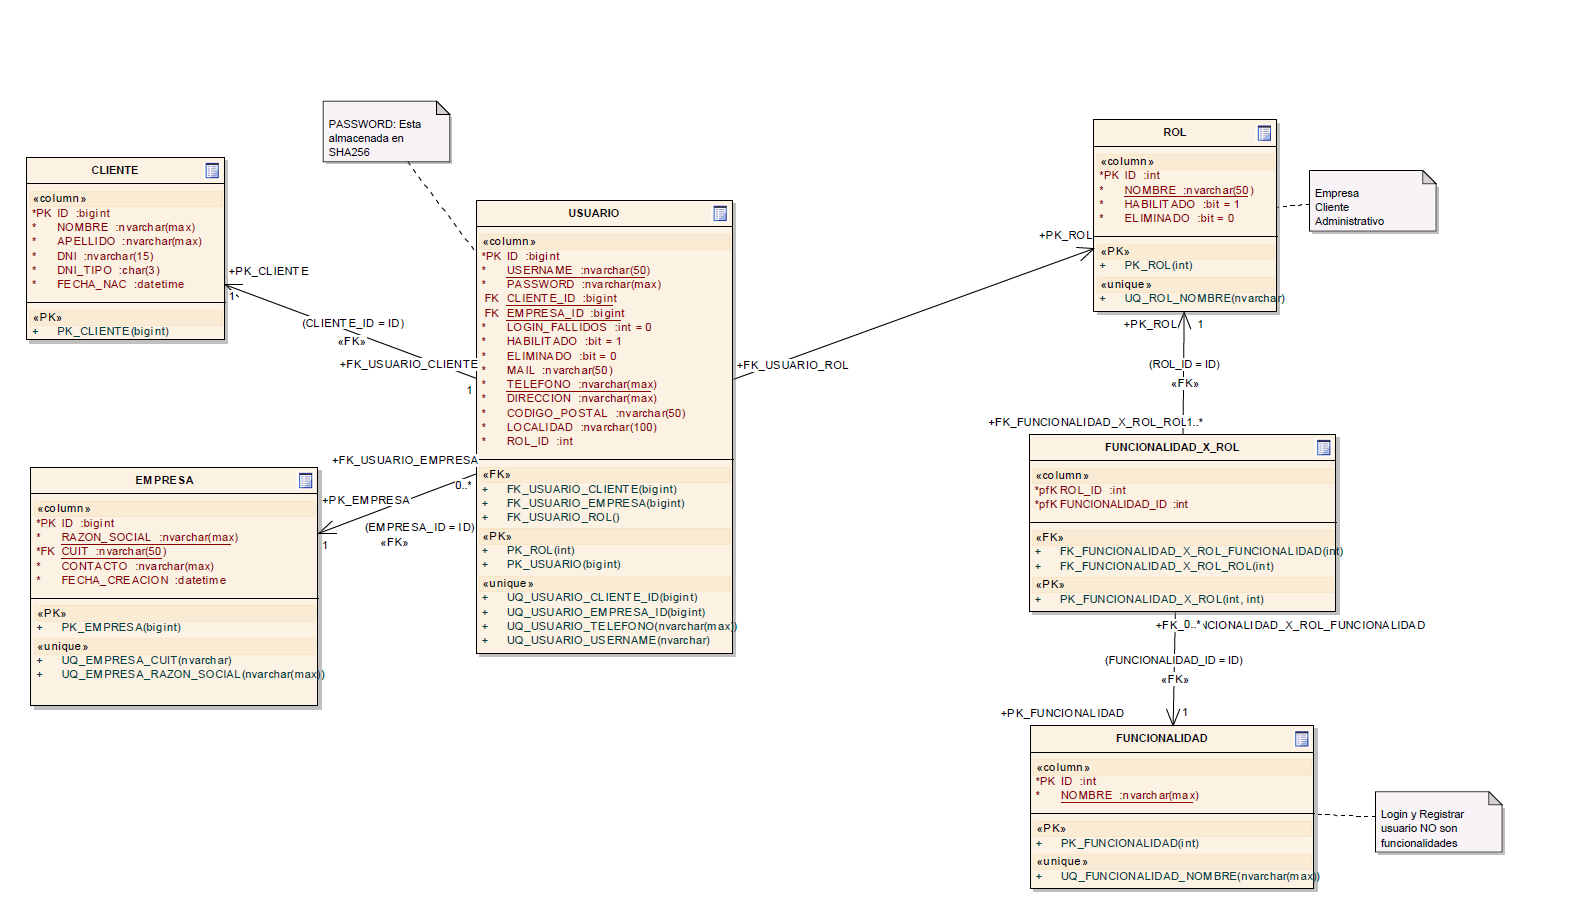 PASSWORD: Esta
almacenada en
SHA256
CLIENTE
«column»
*PK ID :bigint
* NOMBRE :nvarchar(max)
* APELLIDO :nvarchar(max)
* DNI :nvarchar(15)
* DNI_TIPO :char(3)
* FECHA_NAC :datetime
«PK»
+ PK_CLIENTE(bigint)
+PK_CLIENTE
1
(CLIENTE_ID = ID)
«FK»
+FK_USUARIO_CLIENTE
1
EMPRESA
«column»
*PK ID :bigint
* RAZON_SOCIAL :nvarchar(max)
*FK CUIT :nvarchar(50)
* CONTACTO :nvarchar(max)
* FECHA_CREACION :datetime
«PK»
+ PK_EMPRESA(bigint)
«unique»
+ UQ_EMPRESA_CUIT(nvarchar)
+ UQ_EMPRESA_RAZON_SOCIAL(nvarchar(max))
+FK_USUARIO_EMPRESA
0..*
+PK_EMPRESA
(EMPRESA_ID = ID)
1
«FK»
USUARIO
«column»
*PK ID :bigint
* USERNAME :nvarchar(50)
* PASSWORD :nvarchar(max)
FK CLIENTE_ID :bigint
FK EMPRESA_ID :bigint
* LOGIN_FALLIDOS :int = 0
* HABILITADO :bit = 1
* ELIMINADO :bit = 0
* MAIL :nvarchar(50)
* TELEFONO :nvarchar(max)
* DIRECCION :nvarchar(max)
* CODIGO_POSTAL :nvarchar(50)
* LOCALIDAD :nvarchar(100)
* ROL_ID :int
«FK»
+ FK_USUARIO_CLIENTE(bigint)
+ FK_USUARIO_EMPRESA(bigint)
+ FK_USUARIO_ROL()
«PK»
+ PK_ROL(int)
+ PK_USUARIO(bigint)
«unique»
+ UQ_USUARIO_CLIENTE_ID(bigint)
+ UQ_USUARIO_EMPRESA_ID(bigint)
+ UQ_USUARIO_TELEFONO(nvarchar(max))
+ UQ_USUARIO_USERNAME(nvarchar)
+FK_USUARIO_ROL
+PK_ROL
ROL
«column»
*PK ID :int
* NOMBRE :nvarchar(50)
* HABILITADO :bit = 1
* ELIMINADO :bit = 0
«PK»
+ PK_ROL(int)
«unique»
+ UQ_ROL_NOMBRE(nvarchar)
Empresa
Cliente
Administrativo
+PK_ROL
1
(ROL_ID = ID)
«FK»
+FK_FUNCIONALIDAD_X_ROL_ROL
1..*
FUNCIONALIDAD_X_ROL
«column»
*pfK ROL_ID :int
*pfK FUNCIONALIDAD_ID :int
«FK»
+ FK_FUNCIONALIDAD_X_ROL_FUNCIONALIDAD(int)
+ FK_FUNCIONALIDAD_X_ROL_ROL(int)
«PK»
+ PK_FUNCIONALIDAD_X_ROL(int, int)
+FK_0..*NCIONALIDAD_X_ROL_FUNCIONALIDAD
(FUNCIONALIDAD_ID = ID)
«FK»
+PK_FUNCIONALIDAD
1
FUNCIONALIDAD
«column»
*PK ID :int
* NOMBRE :nvarchar(max)
«PK»
+ PK_FUNCIONALIDAD(int)
«unique»
+ UQ_FUNCIONALIDAD_NOMBRE(nvarchar(max))
Login y Registrar
usuario NO son
funcionalidades